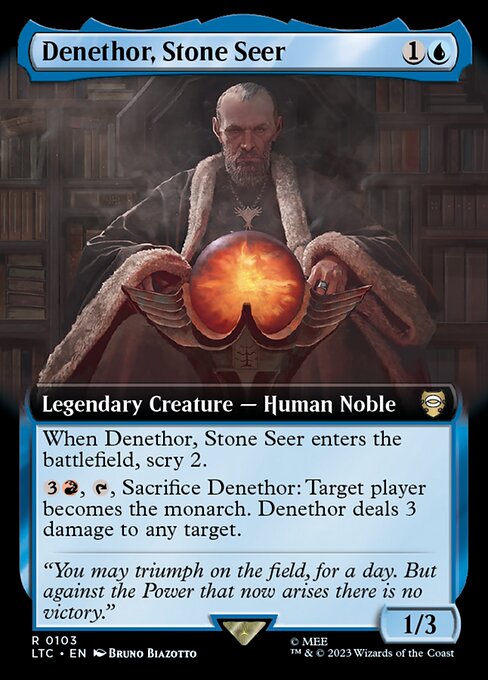 Denethor, Stone Seer 1
Legendary Creature — Human Noble
When Denethor, Stone Seer enters the
battlefield, scry 2.
3, , Sacrifice Denethor: Target player
becomes the monarch. Denethor deals 3
damage to any target.
“You may triumph on the field, for a day. But
against the Power that now arises there is no
victory.”
1/3
R 0103
LTC • EN Bruno Biazotto
© MEE
™ & © 2023 Wizards of the Coast